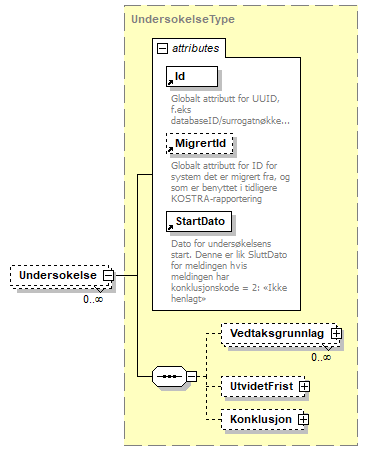 UndersokelseType
attributes
Id
Globalt attributt for UUID,
f.eks
databaseID/surrogatnøkke...
MigrertId
Globalt attributt for ID for
system det er migrert fra, og
som er benyttet i tidligere
KOSTRA-rapportering
StartDato
Dato for undersøkelsens
start. Denne er lik SluttDato
for meldingen hvis
meldingen har
konklusjonskode = 2: «Ikke
henlagt»
Undersokelse
0..∞
Vedtaksgrunnlag
0..∞
UtvidetFrist
Konklusjon